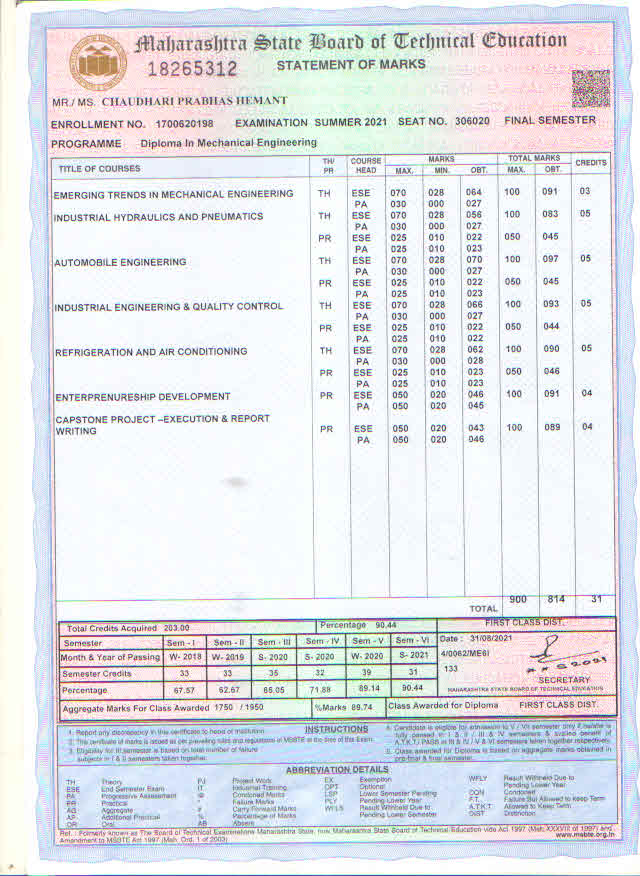 Maharashtra State Board of Technical Education
18265312 STATEMENT OF MARKS
MR./ MS. CHAUDHARI PRABHAS HEMANT
ENROLLMENT NO. 1700620198 EXAMINATION SUMMER 2021 SEAT NO. 306020 FINAL SEMESTER
PROGRAMME Diploma In Mechanical Engineering
TITLE OF COURSES TH/ PR COURSE HEAD MARKS MAX. MIN. OBT. TOTAL MARKS MAX. OBT. CREDITS
EMERGING TRENDS IN MECHANICAL ENGINEERING TH ESE 070 028 064 100 091 03
PA 030 000 027
INDUSTRIAL HYDRAULICS AND PNEUMATICS TH ESE 070 028 056 100 083 05
PA 030 000 027
PR ESE 025 010 022 050 045
PA 025 010 023
AUTOMOBILE ENGINEERING TH ESE 070 028 070 100 097 05
PA 030 000 027
PR ESE 025 010 022 050 045
PA 025 010 023
INDUSTRIAL ENGINEERING & QUALITY CONTROL TH ESE 070 028 066 100 093 05
PA 030 000 027
PR ESE 025 010 022 050 044
PA 025 010 022
REFRIGERATION AND AIR CONDITIONING TH ESE 070 028 062 100 090 05
PA 030 000 028
PR ESE 025 010 023 050 046
PA 025 010 023
ENTERPRENURESHIP DEVELOPMENT PR ESE 050 020 046 100 091 04
PA 050 020 045
CAPSTONE PROJECT –EXECUTION & REPORT
WRITING PR ESE 050 020 043 100 089 04
PA 050 020 046
TOTAL 900 814 31
Total Credits Acquired 203.00 Percentage 90.44 FIRST CLASS DIST.
Semester Sem - I Sem - II Sem - III Sem - IV Sem - V Sem - VI Date : 31/08/2021
Month & Year of Passing W- 2018 W- 2019 S- 2020 S- 2020 W- 2020 S- 2021 4/0062/ME6I
Semester Credits 33 33 35 32 39 31 133
SECRETARY
Percentage 67.57 62.67 71.88 89.14 90.44 MAHARASHTRA STATE BOARD OF TECHNICAL EDUCATION
Aggregate Marks For Class Awarded 1750 / 1950 %Marks 89.74 Class Awarded for Diploma FIRST CLASS DIST.
INSTRUCTIONS
1. Report any discrepancy in this certificate to head of institution.
2. The certificate of marks is issued as per prevailing rules and regulations of MSBTE at the time of this Exam.
3. Eligibility for III semester is based on total number of failure
subjects in I & II semesters taken together.
4. Candidate is eligible for admission to V / VII semester only if he/she is
fully passed in I & II / III & IV semesters & secured benefit of
A.T.K.T./ PASS in III & IV / V & VI semesters taken together respectively.
5. Class awarded for Diploma is based on aggregate marks obtained in
pre-final & final semester.
ABBREVIATION DETAILS
TH Theory PJ Project Work EX Exemption WFLY Result Withheld Due to
Pending Lower Year
ESE End Semester Exam IT Industrial Training OPT Optional
PA Progressive Assessment @ Condoned Marks LSP Lower Semester Pending CON Condoned
PR Practical * Failure Marks PLY Pending Lower Year F.T. Failure But Allowed to Keep Term
AG Aggregate # Carry Forward Marks WFLS Result Withheld Due to A.T.K.T. Allowed to Keep Term
AP Additional Practical % Percentage of Marks Pending Lower Semester DIST Distinction
OR Oral AB Absent
Ref. : Formerly known as The Board of Technical Examinations Maharashtra State, now Maharashtra State Board of Technical Education vide Act 1997 (Mah. XXXVIII of 1997) and
Amendment to MSBTE Act 1997 (Mah. Ord. 1 of 2003) www.msbte.org.in